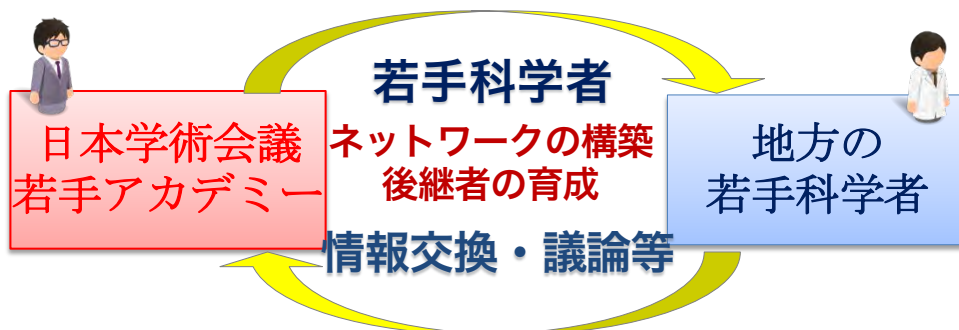 若手科学者
日本学術会議
若手アカデミー
ネットワークの構築
後継者の育成
地方の
若手科学者
情報交換・議論等